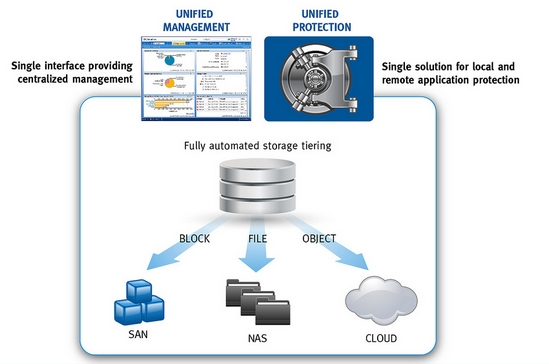 UNIFIED
MANAGEMENT
UNIFIED
PROTECTION
Single interface providing
centralized management
Single solution for local and
remote application protection
Fully automated storage tiering
BLOCK
FILE
OBJECT
SAN
NAS
CLOUD